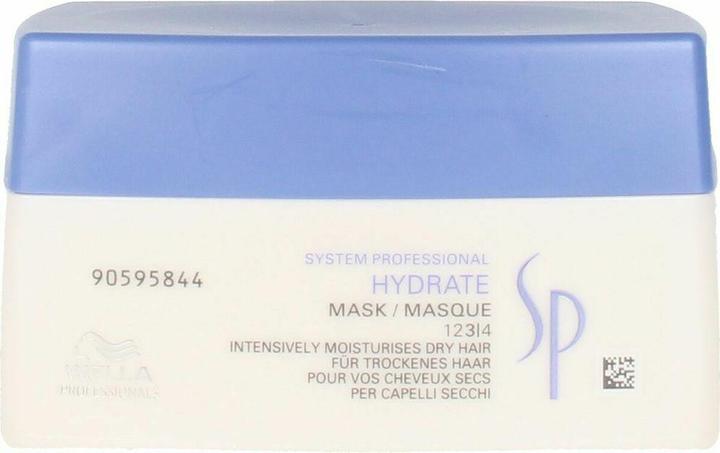 90595844
SYSTEM PROFESSIONAL
HYDRATE
MASK / MASQUE
123|4
INTENSIVELY MOISTURISES DRY HAIR
FÜR TROCKENES HAAR
POUR VOS CHEVEUX SECS
PER CAPELLI SECCHI
SP
WELLA
PROFESSIONALS